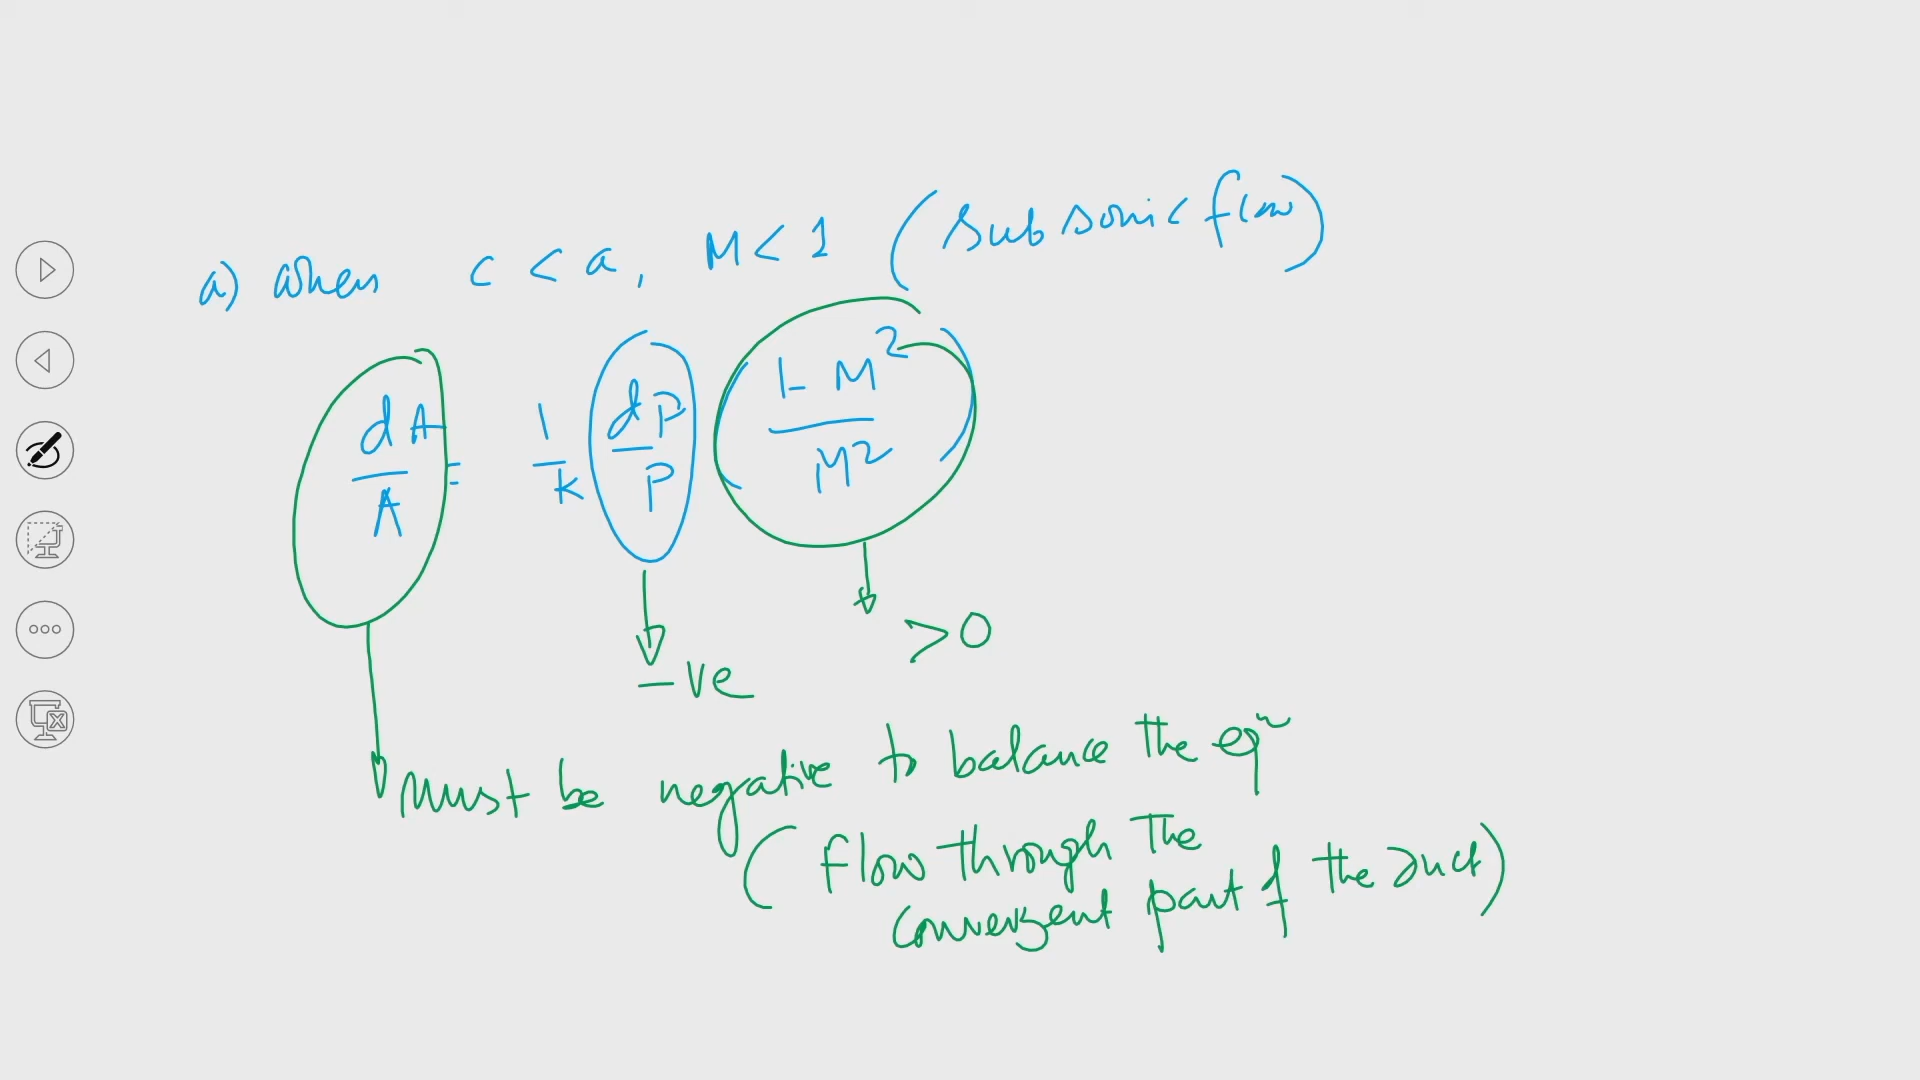 a) when c < a, M < 1 (subsonic flow)
dA/A = 1/k dP/P (1-M²/M²)
> 0
-ve
must be negative to balance the eqⁿ
(flow through the
convergent part of the duct)